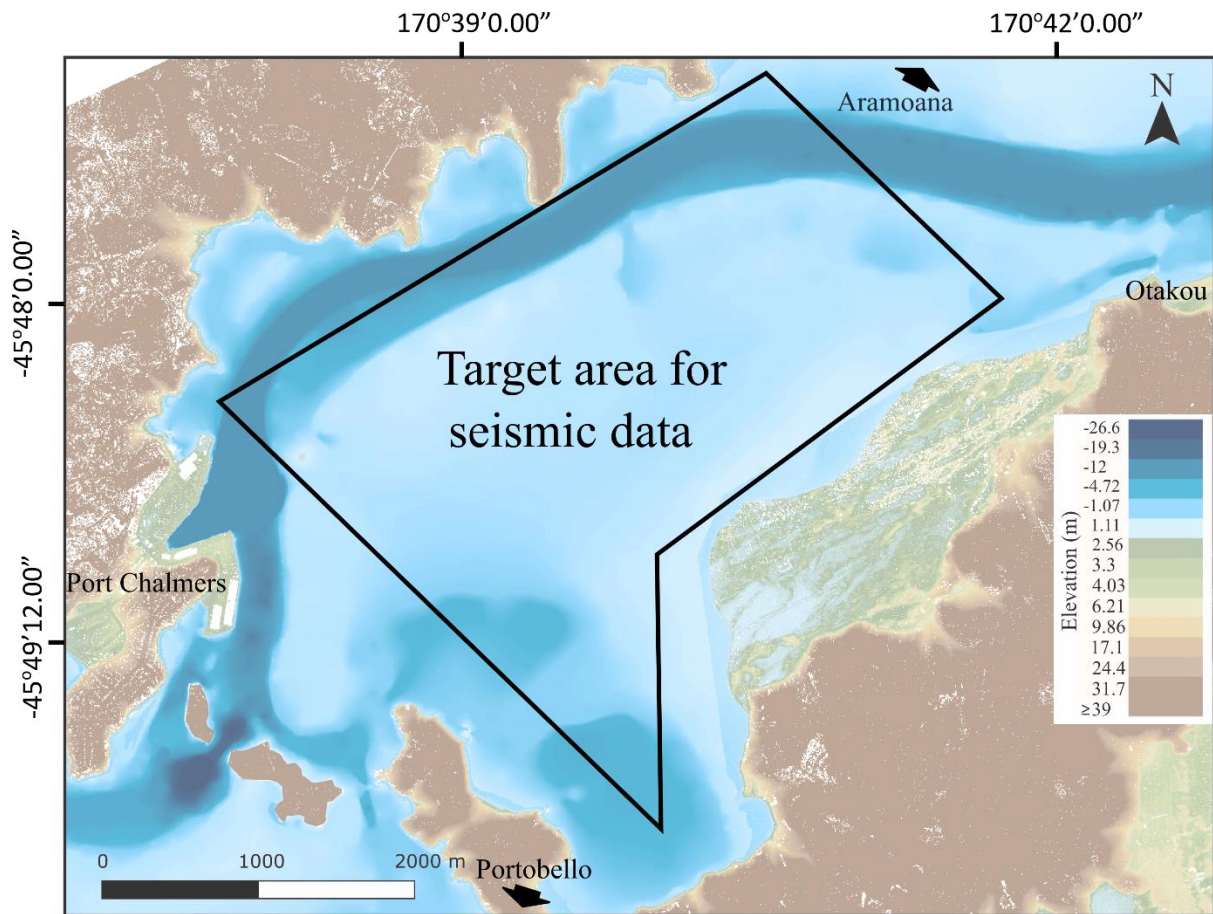 170°39’0.00”
170°42’0.00”
Aramoana
N
-45°48’0.00”
Otakou
Target area for
seismic data
Elevation (m)
-26.6
-19.3
-12
-4.72
-1.07
1.11
2.56
3.3
4.03
6.21
9.86
17.1
24.4
31.7
≥39
Port Chalmers
-45°49’12.00”
0 1000 2000 m
Portobello